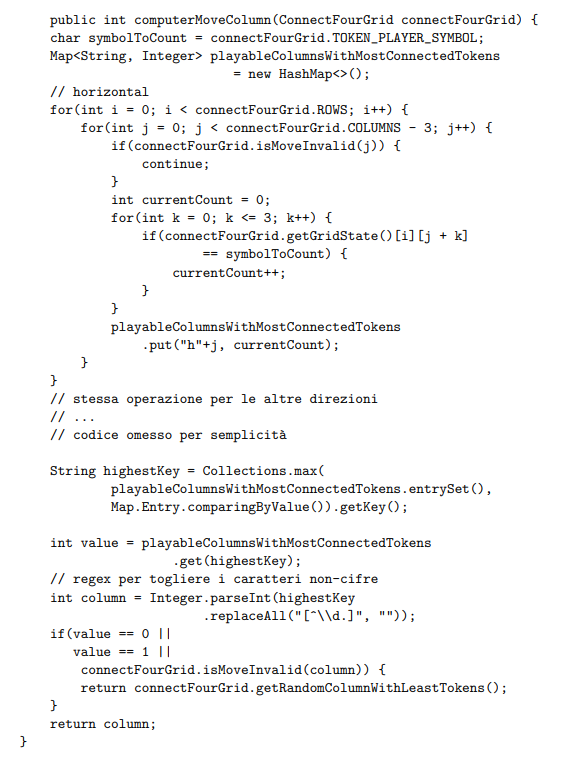 public int computerMoveColumn(ConnectFourGrid connectFourGrid) {
char symbolToCount = connectFourGrid.TOKEN_PLAYER_SYMBOL;
Map<String, Integer> playableColumnsWithMostConnectedTokens
= new HashMap<>();
// horizontal
for(int i = 0; i < connectFourGrid.ROWS; i++) {
for(int j = 0; j < connectFourGrid.COLUMNS - 3; j++) {
if(connectFourGrid.isMoveInvalid(j)) {
continue;
}
int currentCount = 0;
for(int k = 0; k <= 3; k++) {
if(connectFourGrid.getGridState()[i][j + k]
== symbolToCount) {
currentCount++;
}
}
playableColumnsWithMostConnectedTokens
.put("h"+j, currentCount);
}
}
// stessa operazione per le altre direzioni
// ...
// codice omesso per semplicità
String highestKey = Collections.max(
playableColumnsWithMostConnectedTokens.entrySet(),
Map.Entry.comparingByValue()).getKey();
int value = playableColumnsWithMostConnectedTokens
.get(highestKey);
// regex per togliere i caratteri non-cifre
int column = Integer.parseInt(highestKey
.replaceAll("[^\\d.]", ""));
if(value == 0 ||
value == 1 ||
connectFourGrid.isMoveInvalid(column)) {
return connectFourGrid.getRandomColumnWithLeastTokens();
}
return column;
}